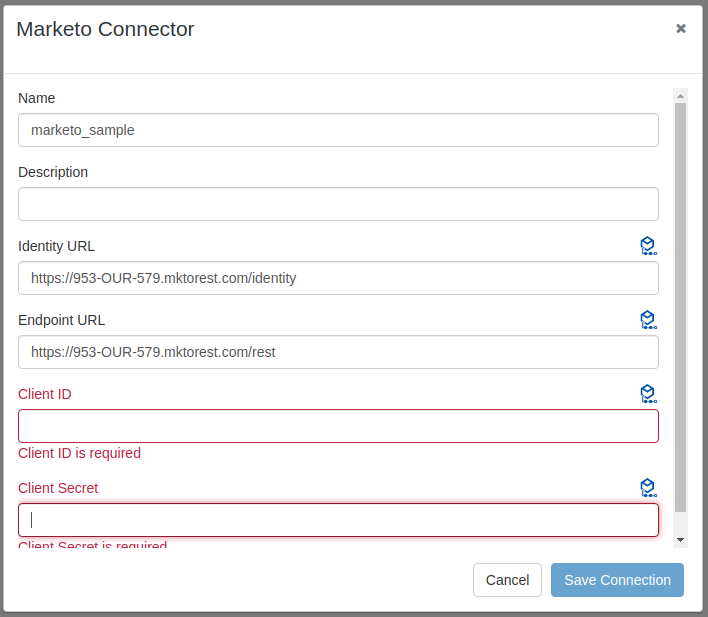 Marketo Connector
Name
marketo_sample
Description
Identity URL
https://953-OUR-579.mktorest.com/identity
Endpoint URL
https://953-OUR-579.mktorest.com/rest
Client ID
Client ID is required
Client Secret
Client Secret is required
Cancel
Save Connection